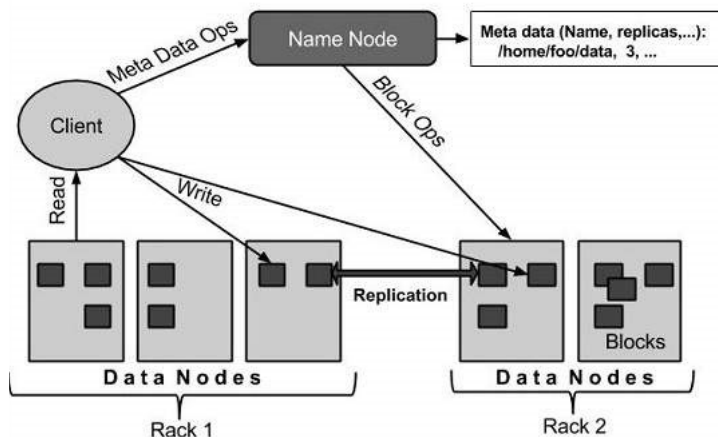 Meta Data Ops
Name Node
Meta data (Name, replicas,...):
/home/foo/data, 3, ...
Client
Block Ops
Read
Write
Replication
Blocks
Data Nodes
Data Nodes
Rack 1
Rack 2